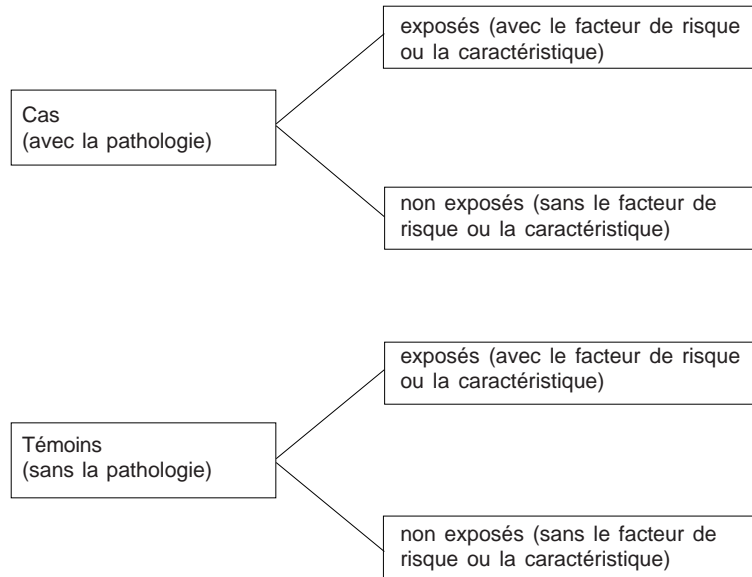 exposés (avec le facteur de risque
ou la caractéristique)
Cas
(avec la pathologie)
non exposés (sans le facteur de
risque ou la caractéristique)
exposés (avec le facteur de risque
ou la caractéristique)
Témoins
(sans la pathologie)
non exposés (sans le facteur de
risque ou la caractéristique)